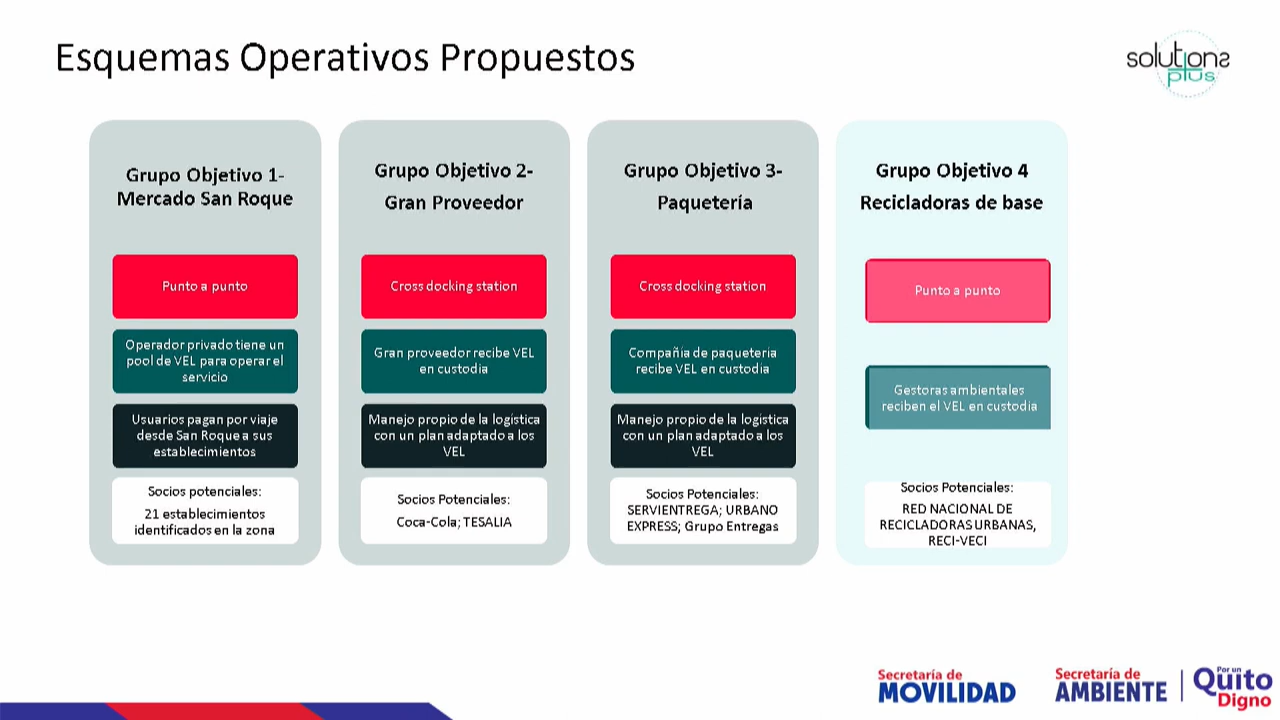 Esquemas Operativos Propuestos
solutions
plus
Grupo Objetivo 1-
Mercado San Roque
Punto a punto
Operador privado tiene un
pool de VEL para operar el
servicio
Usuarios pagan por viaje
desde San Roque a sus
establecimientos
Socios potenciales:
21 establecimientos
identificados en la zona
Grupo Objetivo 2-
Gran Proveedor
Cross docking station
Gran proveedor recibe VEL
en custodia
Manejo propio de la logística
con un plan adaptado a los
VEL
Socios Potenciales:
Coca-Cola; TESALIA
Grupo Objetivo 3-
Paquetería
Cross docking station
Compañia de paqueteria
recibe VEL en custodia
Manejo propio de la logística
con un plan adaptado a los
VEL
Socios Potenciales:
SERVIENTREGA; URBANO
EXPRESS; Grupo Entregas
Grupo Objetivo 4
Recicladoras de base
Punto a punto
Gestoras ambientales
reciben el VEL en custodia
Socios Potenciales:
RED NACIONAL DE
RECICLADORAS URBANAS,
RECI-VECI
Secretaría de
MOVILIDAD
Secretaría de
AMBIENTE
Por un
Quito
Digno